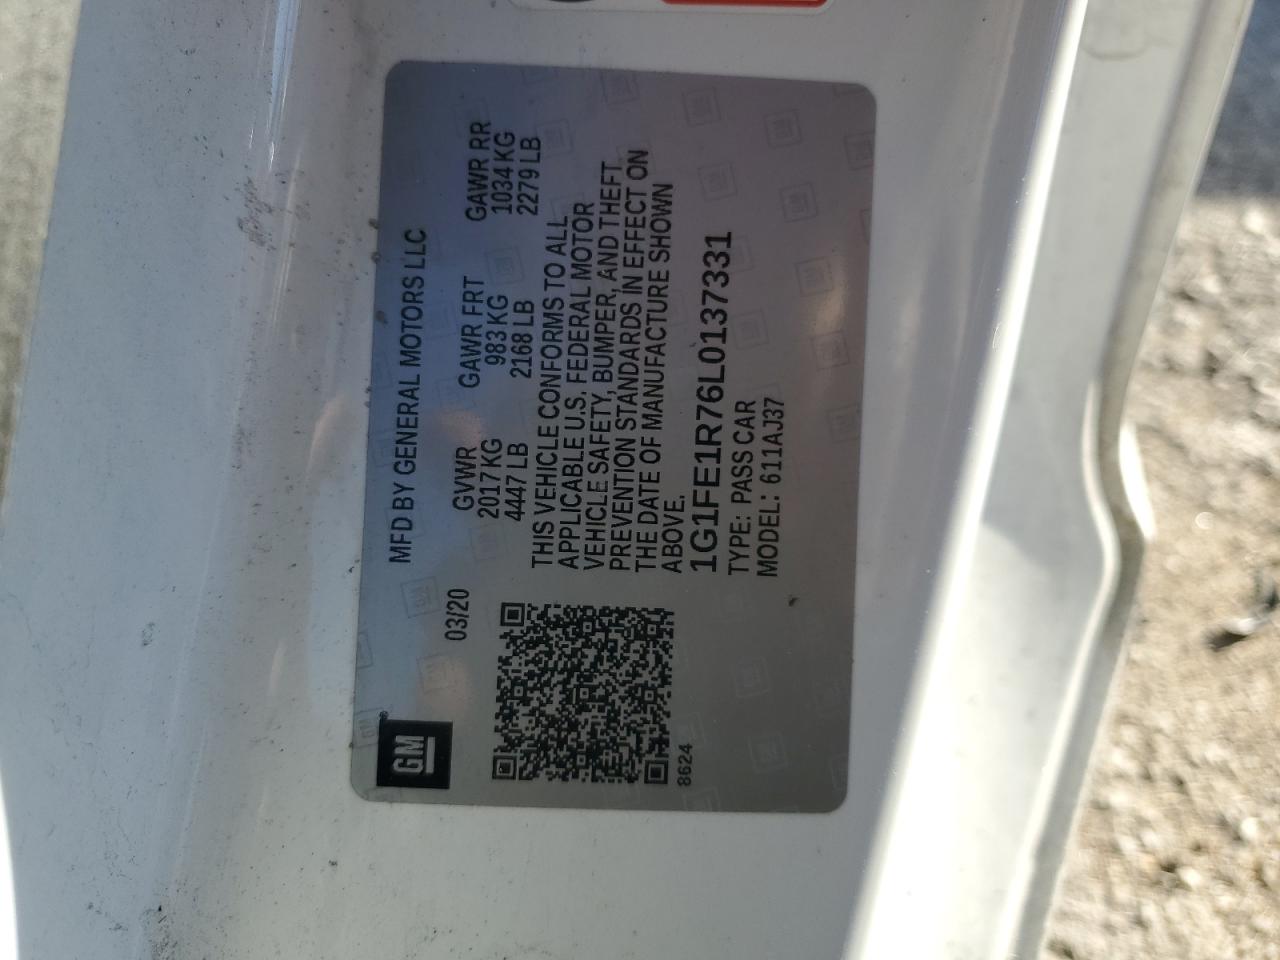 GM
MFD BY GENERAL MOTORS LLC
03/20
GVWR GAWR FRT GAWR RR
2017 KG 983 KG 1034 KG
4447 LB 2168 LB 2279 LB
THIS VEHICLE CONFORMS TO ALL
APPLICABLE U.S. FEDERAL MOTOR
VEHICLE SAFETY, BUMPER, AND THEFT
PREVENTION STANDARDS IN EFFECT ON
THE DATE OF MANUFACTURE SHOWN
ABOVE.
1G1FE1R76L0137331
TYPE: PASS CAR
MODEL: 611AJ37
8624